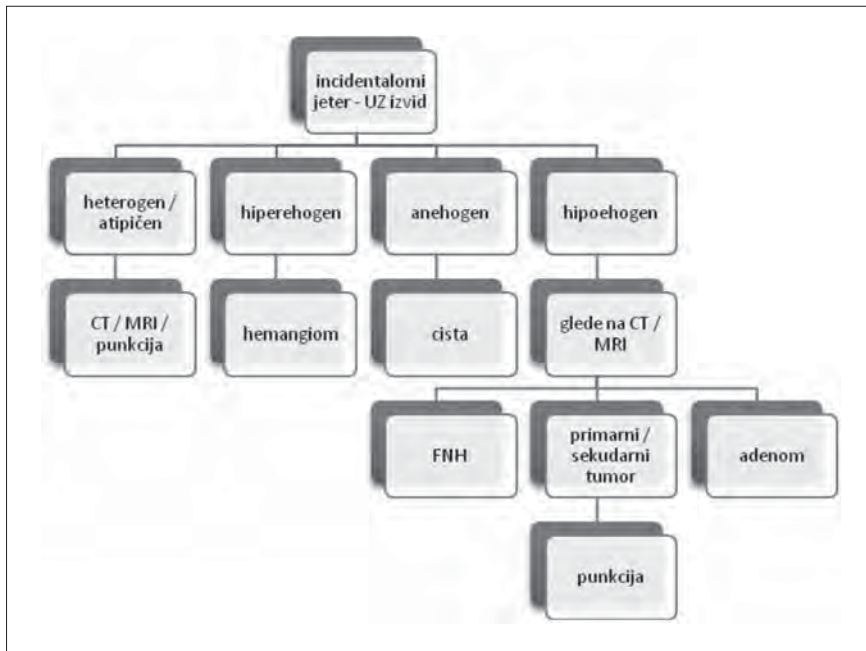 incidentalomi
jeter - UZ izvid
heterogen /
atipičen
hiperehogen
anehogen
hipoehogen
CT / MRI /
punkcija
hemangiom
cista
glede na CT /
MRI
FNH
primarni /
sekudarni
tumor
adenom
punkcija